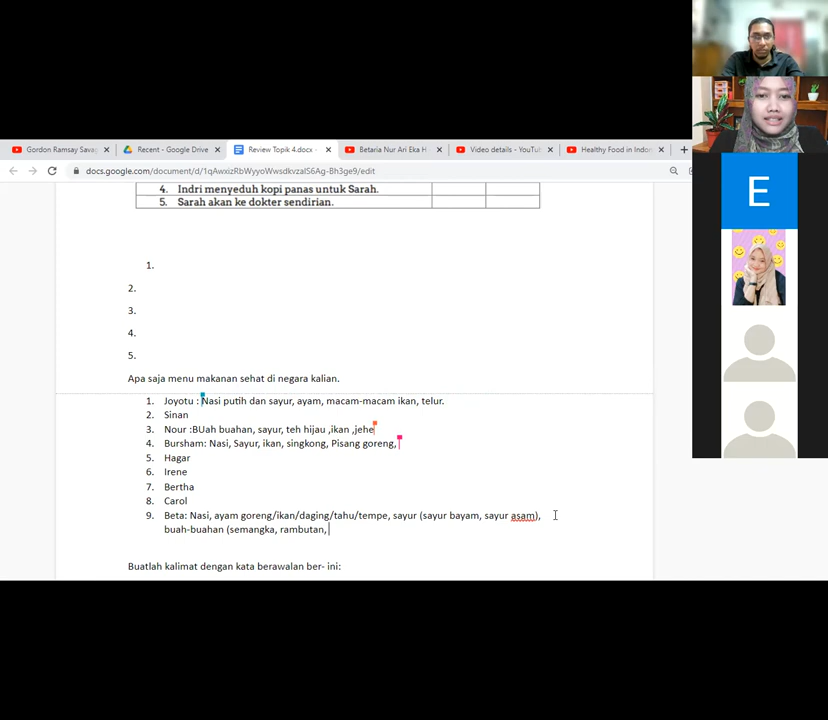 Gordon Ramsay Sava
Recent - Google Drive
Review Topik 4.docx
Betaria Nur Ari Eka H
Video details - YouTu
Healthy Food in Indon
docs.google.com/document/d/1qAwxizRbWyyoWwsdkvzaIS6Ag-Bh3ge9/edit
4. Indri menyeduh kopi panas untuk Sarah.
5. Sarah akan ke dokter sendirian.
1.
2.
3.
4.
5.
Apa saja menu makanan sehat di negara kalian.
1. Joyotu : Nasi putih dan sayur, ayam, macam-macam ikan, telur.
2. Sinan
3. Nour :BUah buahan, sayur, teh hijau ,ikan ,jehe
4. Bursham: Nasi, Sayur, ikan, singkong, Pisang goreng,
5. Hagar
6. Irene
7. Bertha
8. Carol
9. Beta: Nasi, ayam goreng/ikan/daging/tahu/tempe, sayur (sayur bayam, sayur asam),
buah-buahan (semangka, rambutan,
Buatlah kalimat dengan kata berawalan ber- ini:
E